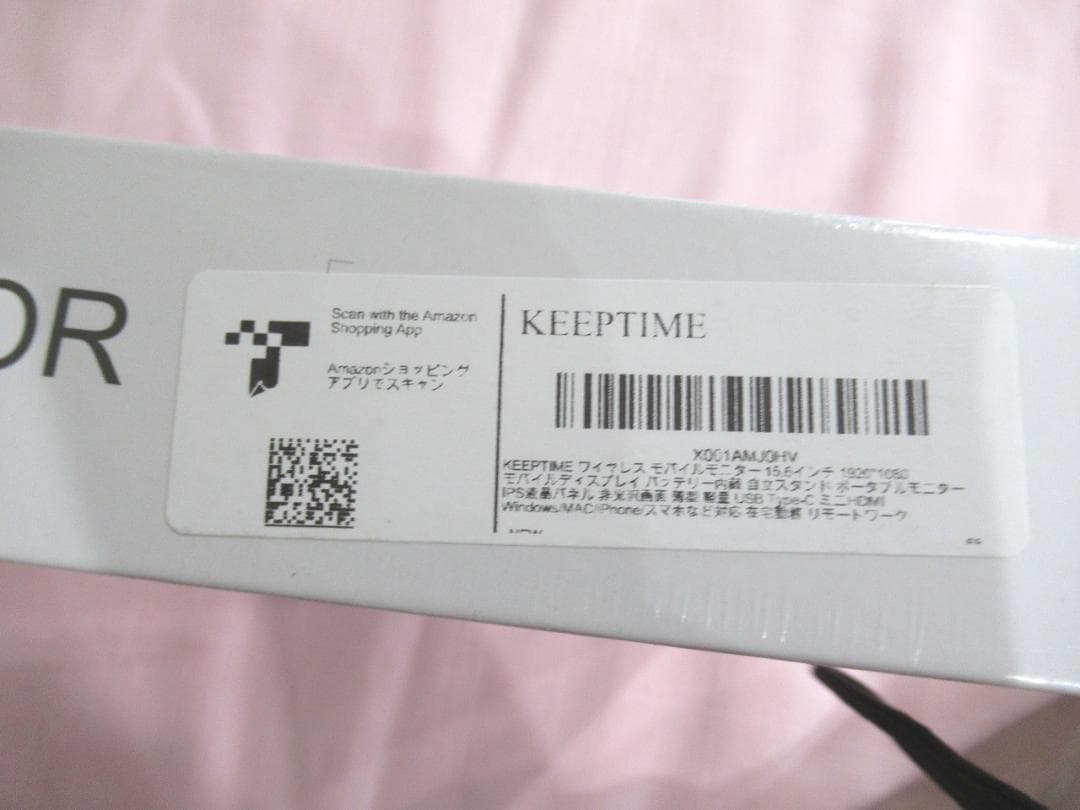 OR
Scan with the Amazon
Shopping App
Amazonショッピング
アプリでスキャン
KEEPTIME
X001AMJ0HV
KEEPTIME ワイヤレス モバイルモニター 15.6インチ 1920*1080
モバイルディスプレイ バッテリー内蔵 自立スタンド ポータブルモニター
IPS液晶パネル 非光沢画面 薄型 軽量 USB Type-C ミニHDMI
Windows/MAC/iPhone/スマホなど対応 在宅勤務 リモートワーク